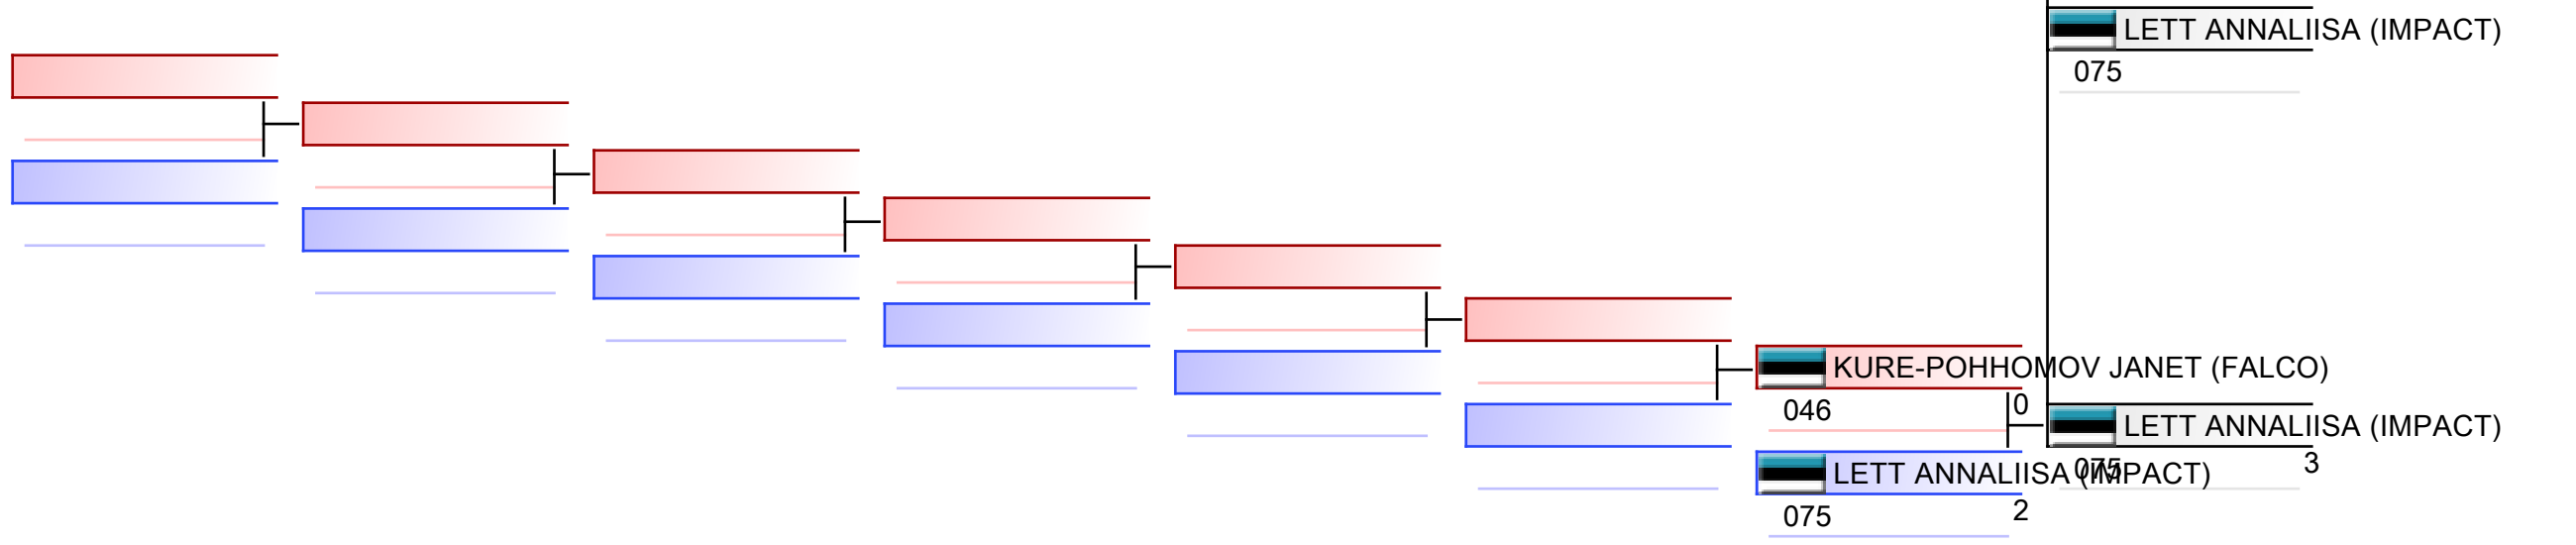 LETT ANNALIISA (IMPACT)
075
KURE-POHHOMOV JANET (FALCO)
046
0
LETT ANNALIISA (IMPACT)
075
3
LETT ANNALIISA (IMPACT)
075
2